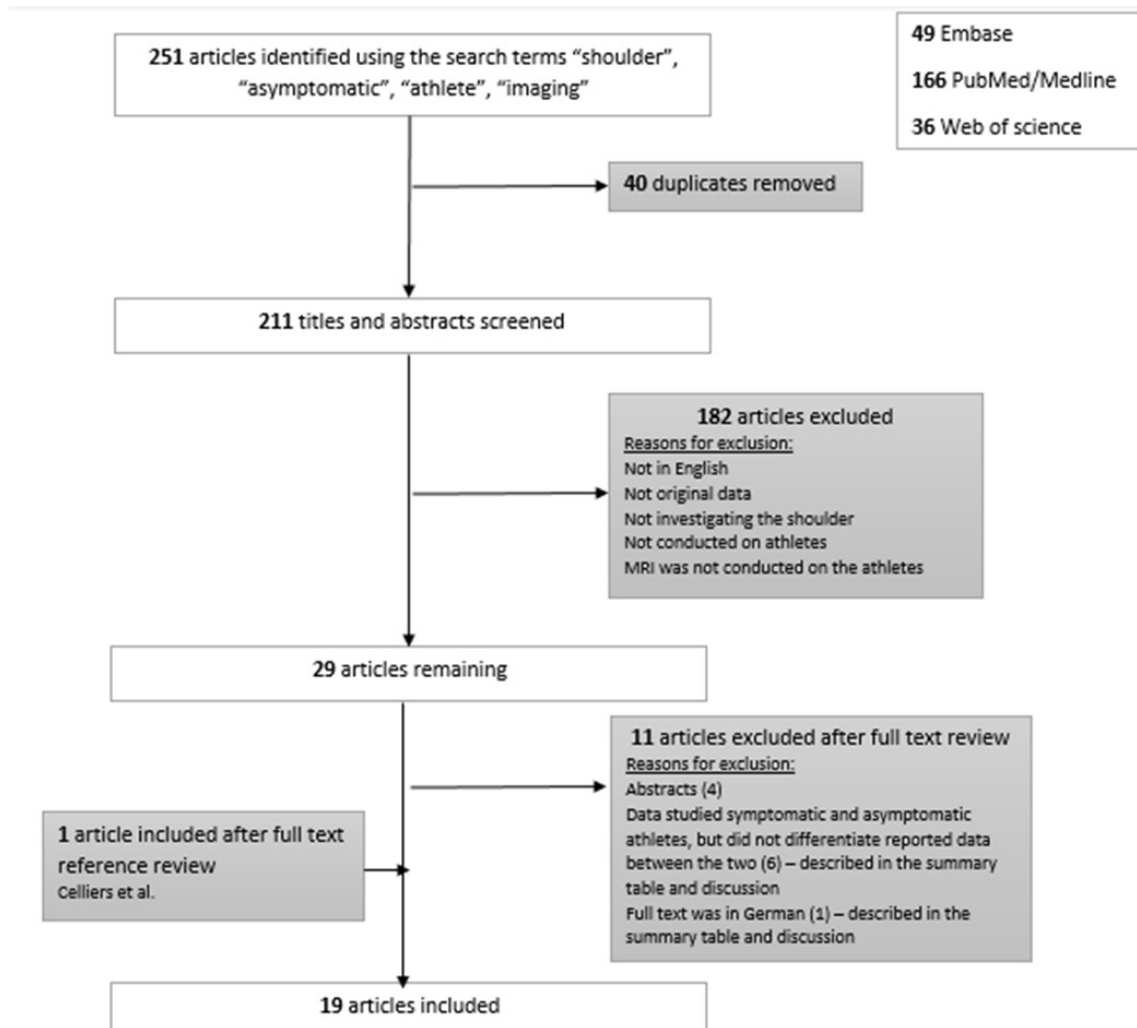 251 articles identified using the search terms “shoulder”,
“asymptomatic”, “athlete”, “imaging”
49 Embase
166 PubMed/Medline
36 Web of science
40 duplicates removed
211 titles and abstracts screened
182 articles excluded
Reasons for exclusion:
Not in English
Not original data
Not investigating the shoulder
Not conducted on athletes
MRI was not conducted on the athletes
29 articles remaining
11 articles excluded after full text review
Reasons for exclusion:
Abstracts (4)
Data studied symptomatic and asymptomatic
athletes, but did not differentiate reported data
between the two (6) – described in the summary
table and discussion
Full text was in German (1) – described in the
summary table and discussion
1 article included after full text
reference review
Celliers et al.
19 articles included